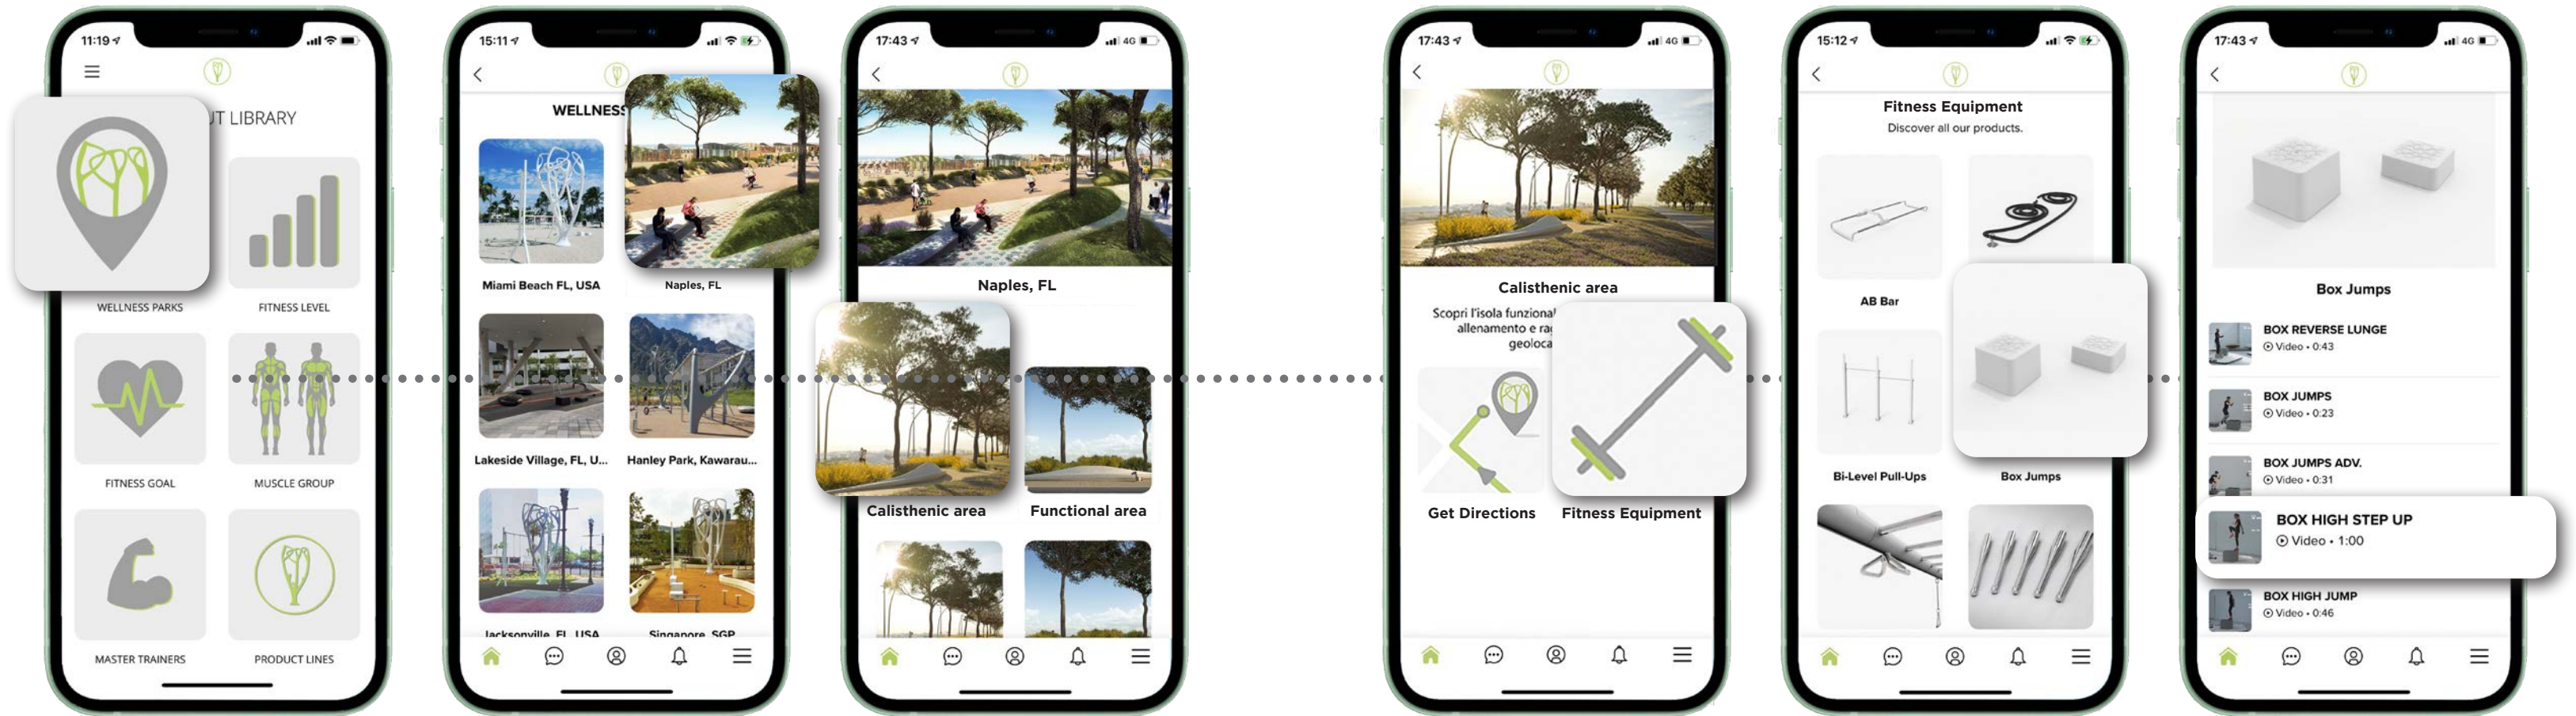 11:19
UT LIBRARY
WELLNESS PARKS
FITNESS LEVEL
FITNESS GOAL
MUSCLE GROUP
MASTER TRAINERS
PRODUCT LINES
15:11
WELLNESS
Miami Beach FL, USA
Naples, FL
Lakeside Village, FL, U...
Hanley Park, Kawarau...
Jacksonville, FL, USA
Singapore, SGP
17:43
4G
Naples, FL
Calisthenic area
Functional area
17:43
4G
Calisthenic area
Scopri l'isola funzional
allenamento e rag
geoloca
Get Directions
Fitness Equipment
15:12
Fitness Equipment
Discover all our products.
AB Bar
Bi-Level Pull-Ups
Box Jumps
17:43
4G
Box Jumps
BOX REVERSE LUNGE
Video • 0:43
BOX JUMPS
Video • 0:23
BOX JUMPS ADV.
Video • 0:31
BOX HIGH STEP UP
Video • 1:00
BOX HIGH JUMP
Video • 0:46